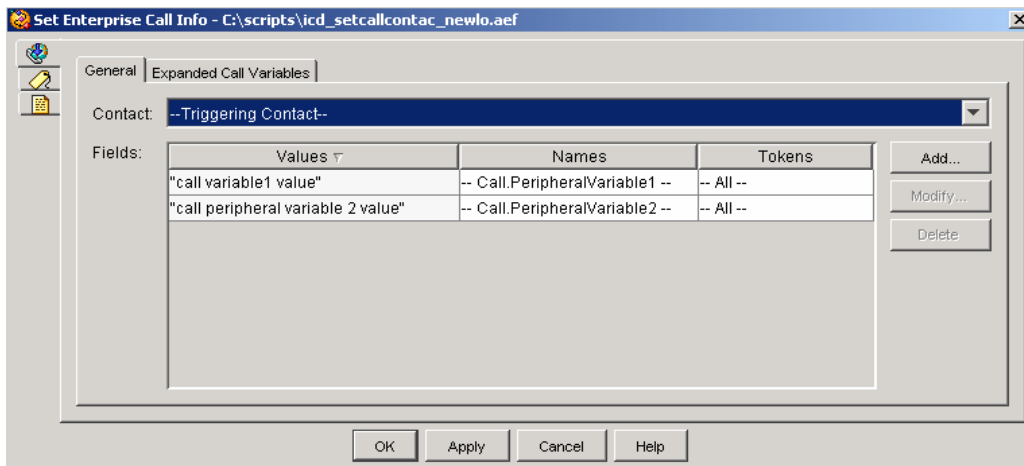 Set Enterprise Call Info - C:\scripts\icd_setcallcontac_newlo.aef
General Expanded Call Variables
Contact: --Triggering Contact--
Fields: Values Names Tokens Add...
"call variable1 value" -- Call.PeripheralVariable1 -- -- All --
"call peripheral variable 2 value" -- Call.PeripheralVariable2 -- -- All --
Modify...
Delete
OK Apply Cancel Help